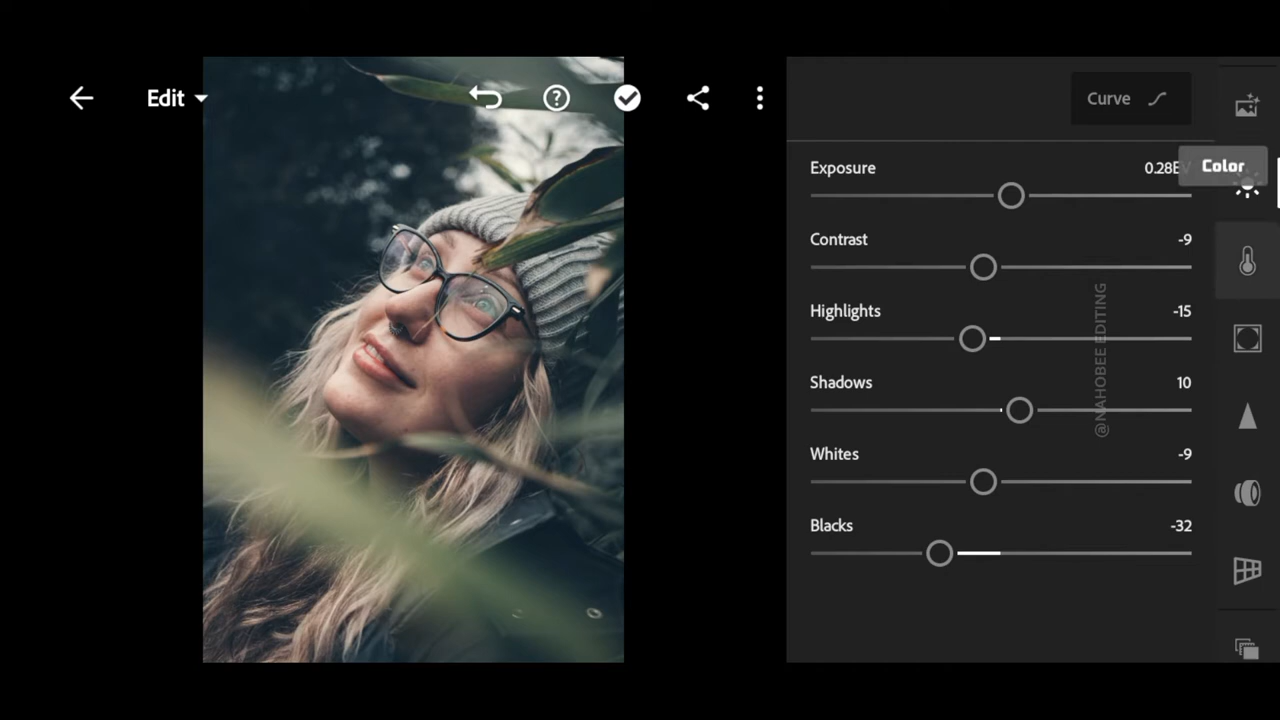 Edit
Curve
Exposure 0.28EV
Color
Contrast -9
Highlights -15
Shadows 10
Whites -9
Blacks -32
@NAHOBEE EDITING